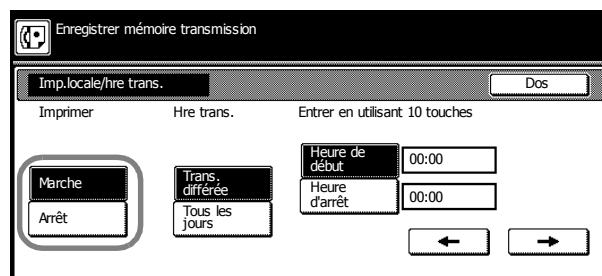 Enregistrer mémoire transmission
Imp.locale/hre trans.
Dos
Imprimer
Hre trans.
Entrer en utilisant 10 touches
Marche
Arrêt
Trans.
différée
Tous les
jours
Heure de
début
00:00
Heure
d'arrêt
00:00